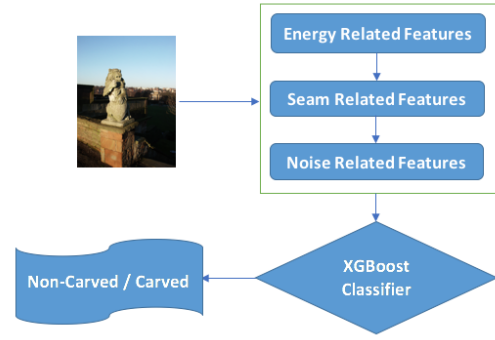 Energy Related Features
Seam Related Features
Noise Related Features
XGBoost
Classifier
Non-Carved / Carved